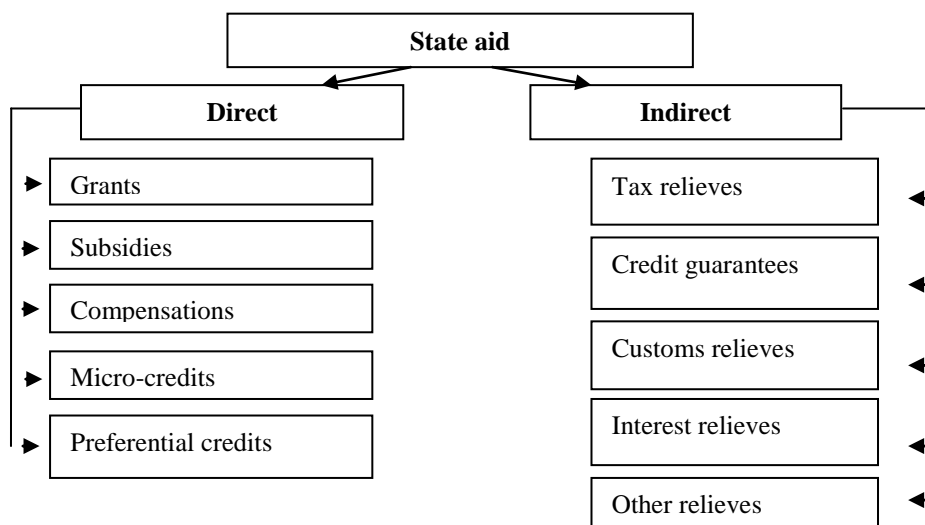 State aid
Direct
Indirect
Grants
Subsidies
Compensations
Micro-credits
Preferential credits
Tax relieves
Credit guarantees
Customs relieves
Interest relieves
Other relieves